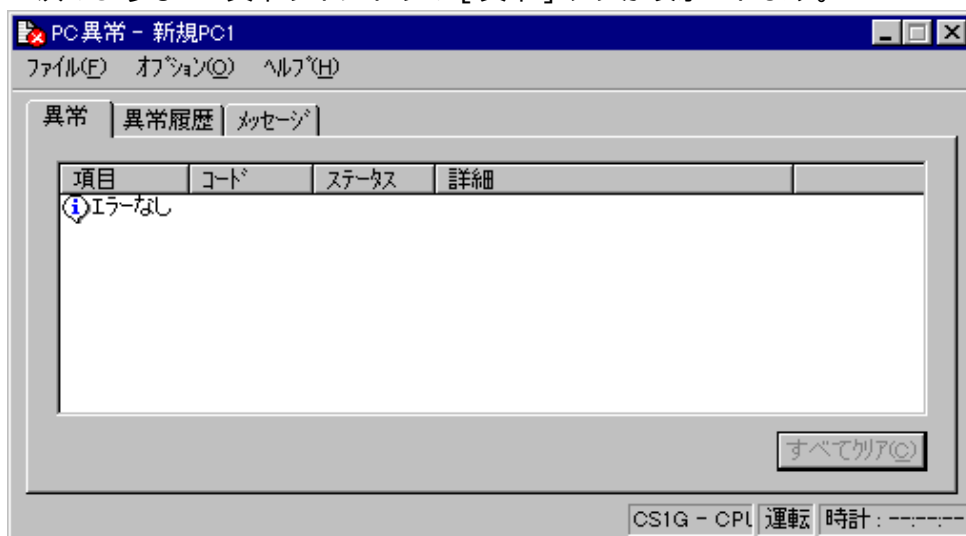 PC異常 - 新規PC1
ファイル(F) オプション(O) ヘルプ(H)
異常 異常履歴 メッセージ
項目 コード ステータス 詳細
エラーなし
すべてクリア(C)
CS1G - CPU 運転 時計 : --:--:--